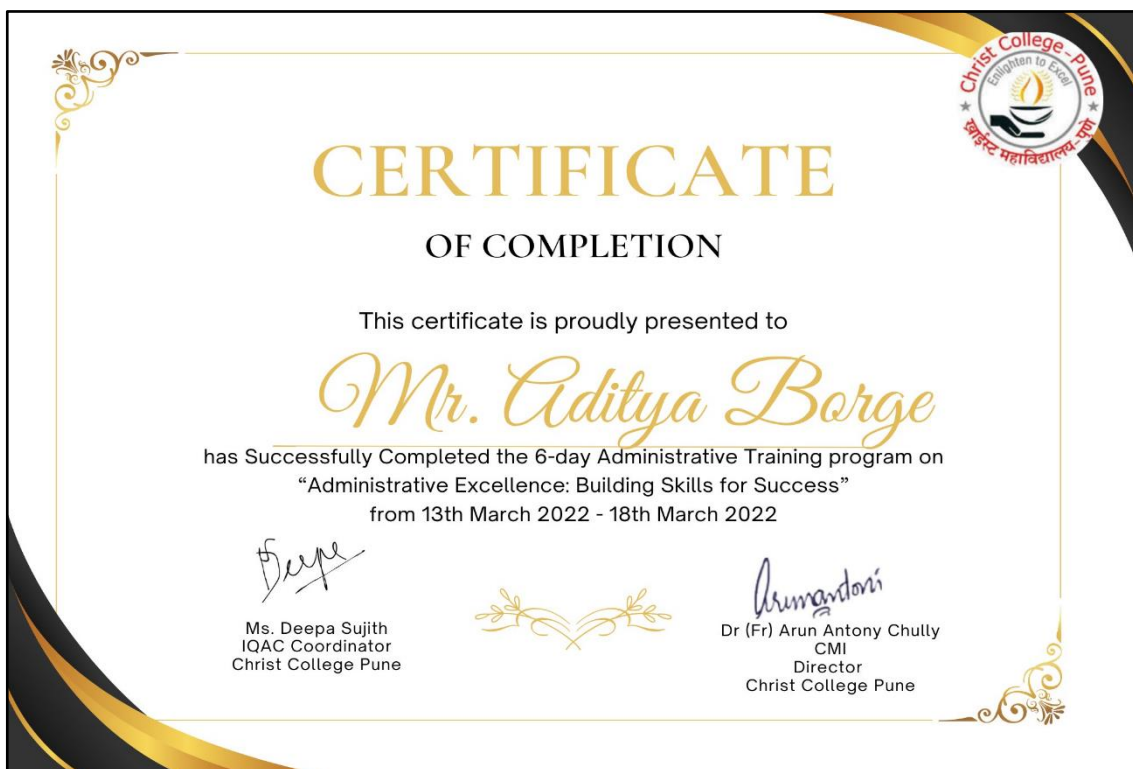 Christ College-Pune
Enlighten to Excel
ख्राईस्ट महाविद्यालय-पुणे
CERTIFICATE
OF COMPLETION
This certificate is proudly presented to
Mr. Aditya Borge
has Successfully Completed the 6-day Administrative Training program on
“Administrative Excellence: Building Skills for Success”
from 13th March 2022 - 18th March 2022
Deepe
Arunantoni
Ms. Deepa Sujith
IQAC Coordinator
Christ College Pune
Dr (Fr) Arun Antony Chully
CMI
Director
Christ College Pune